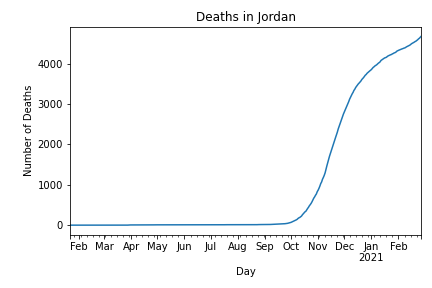 Deaths in Jordan
Number of Deaths
4000
3000
2000
1000
0
Feb Mar Apr May Jun Jul Aug Sep Oct Nov Dec Jan Feb
2021
Day